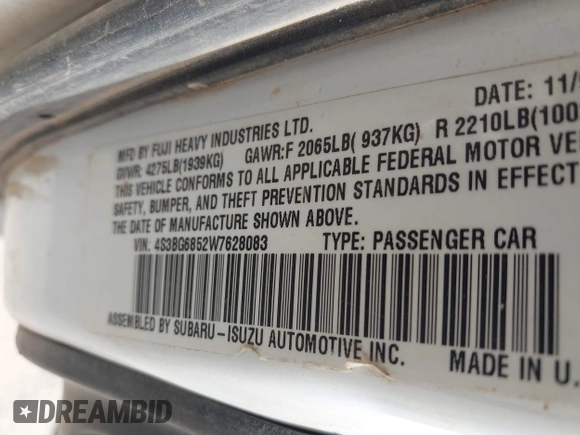 DATE: 11/
MFD BY FUJI HEAVY INDUSTRIES LTD.
GVWR: 4275LB(1939KG) GAWR:F 2065LB( 937KG) R 2210LB(100
THIS VEHICLE CONFORMS TO ALL APPLICABLE FEDERAL MOTOR VE
SAFETY, BUMPER, AND THEFT PREVENTION STANDARDS IN EFFECT
THE DATE OF MANUFACTURE SHOWN ABOVE.
VIN: 4S3BG6852W7629083 TYPE: PASSENGER CAR
ASSEMBLED BY SUBARU-ISUZU AUTOMOTIVE INC.
MADE IN U.
DREAMBID